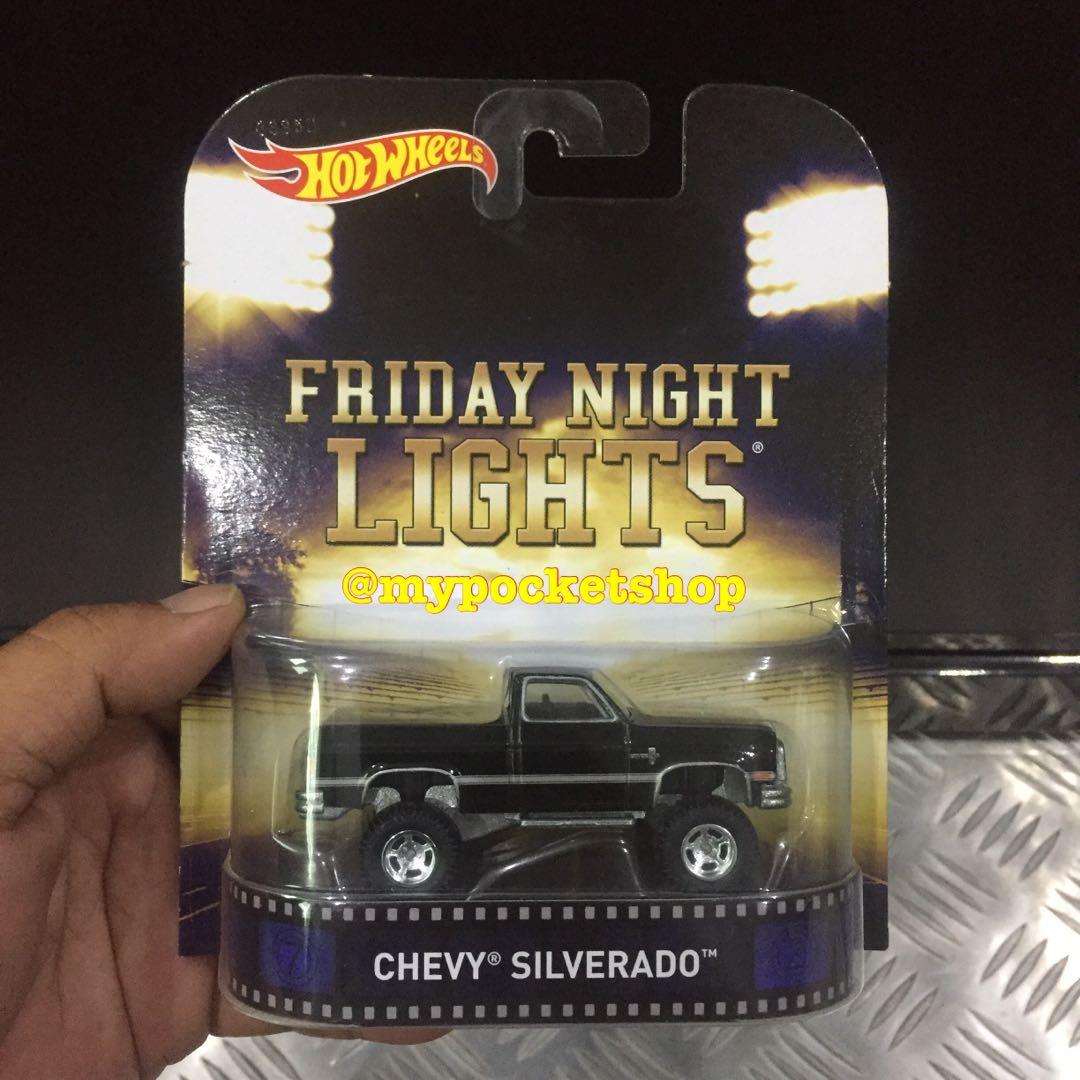 HOT WHEELS
FRIDAY NIGHT
LIGHTS®
@mypocketshop
CHEVY® SILVERADO™